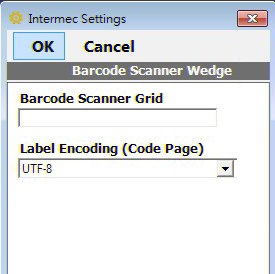 Intermec Settings
OK Cancel
Barcode Scanner Wedge
Barcode Scanner Grid
Label Encoding (Code Page)
UTF-8